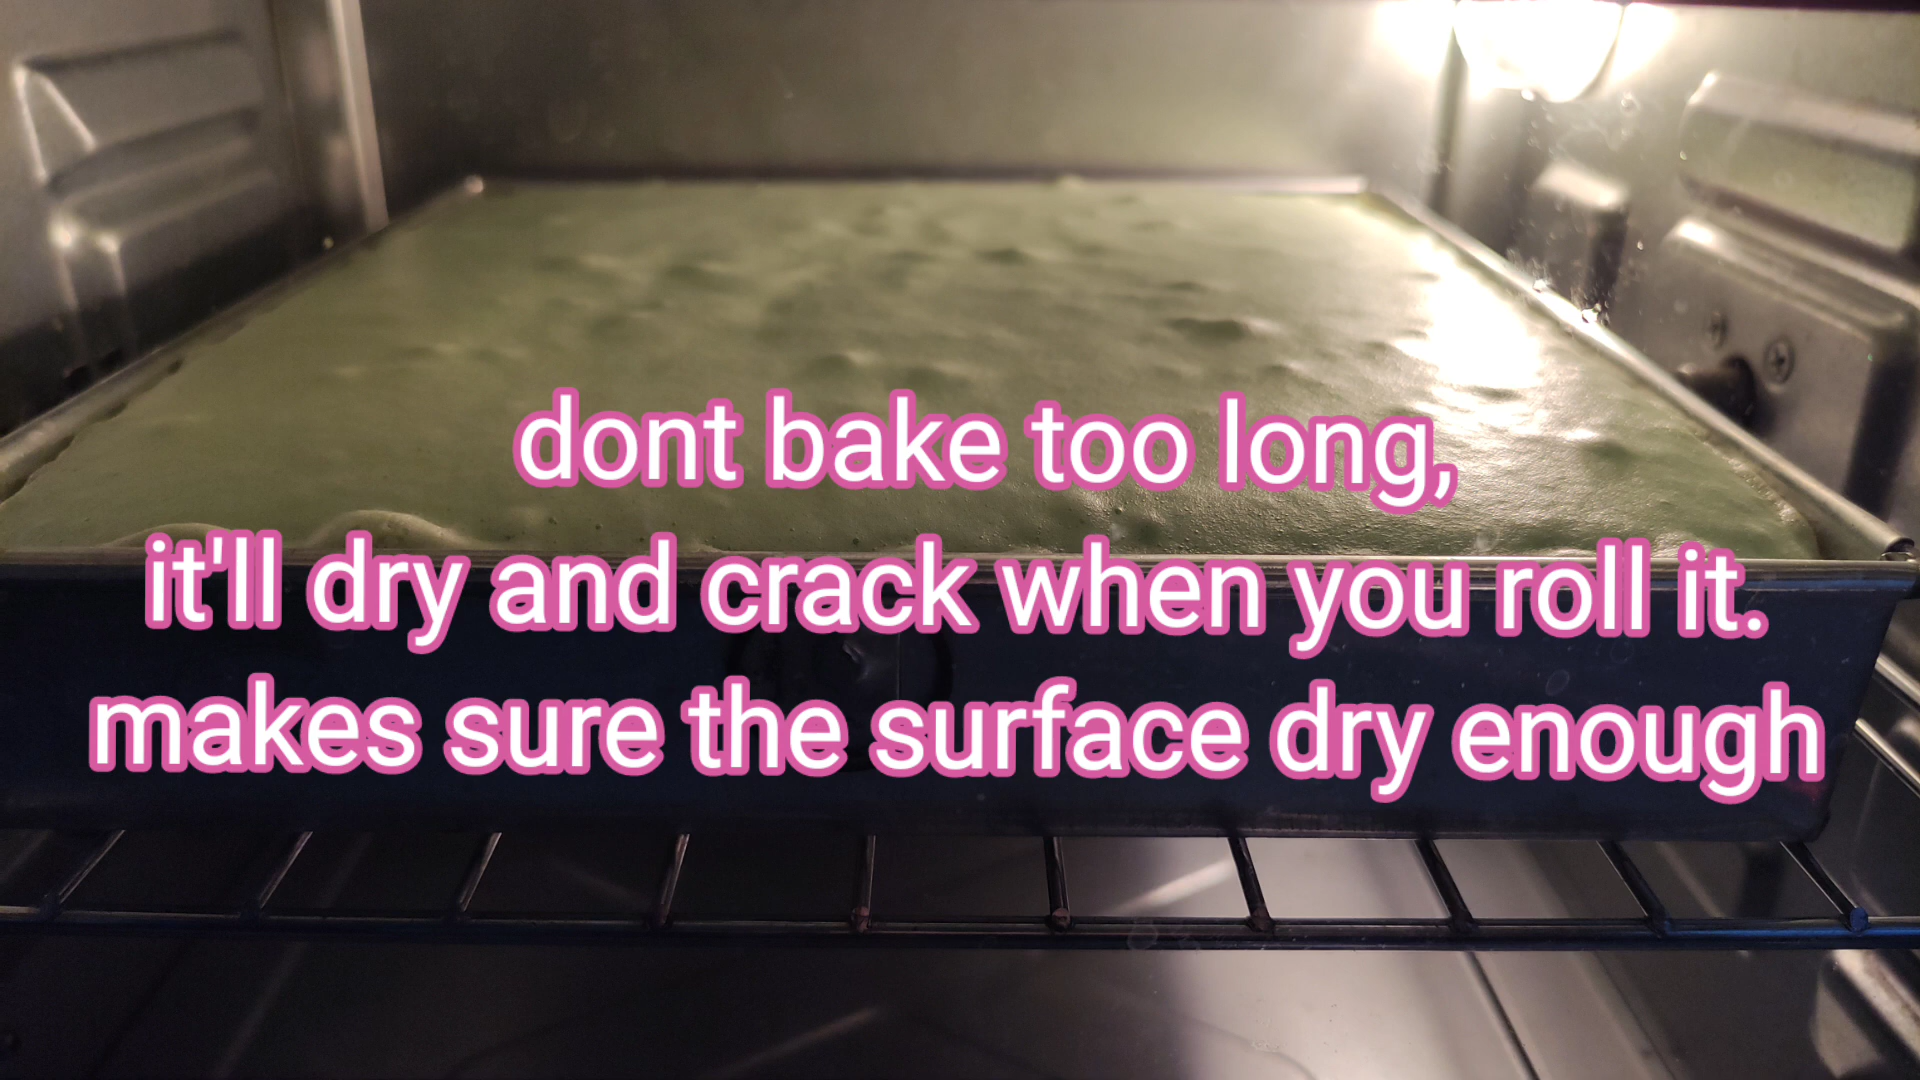 dont bake too long,
it'll dry and crack when you roll it.
makes sure the surface dry enough